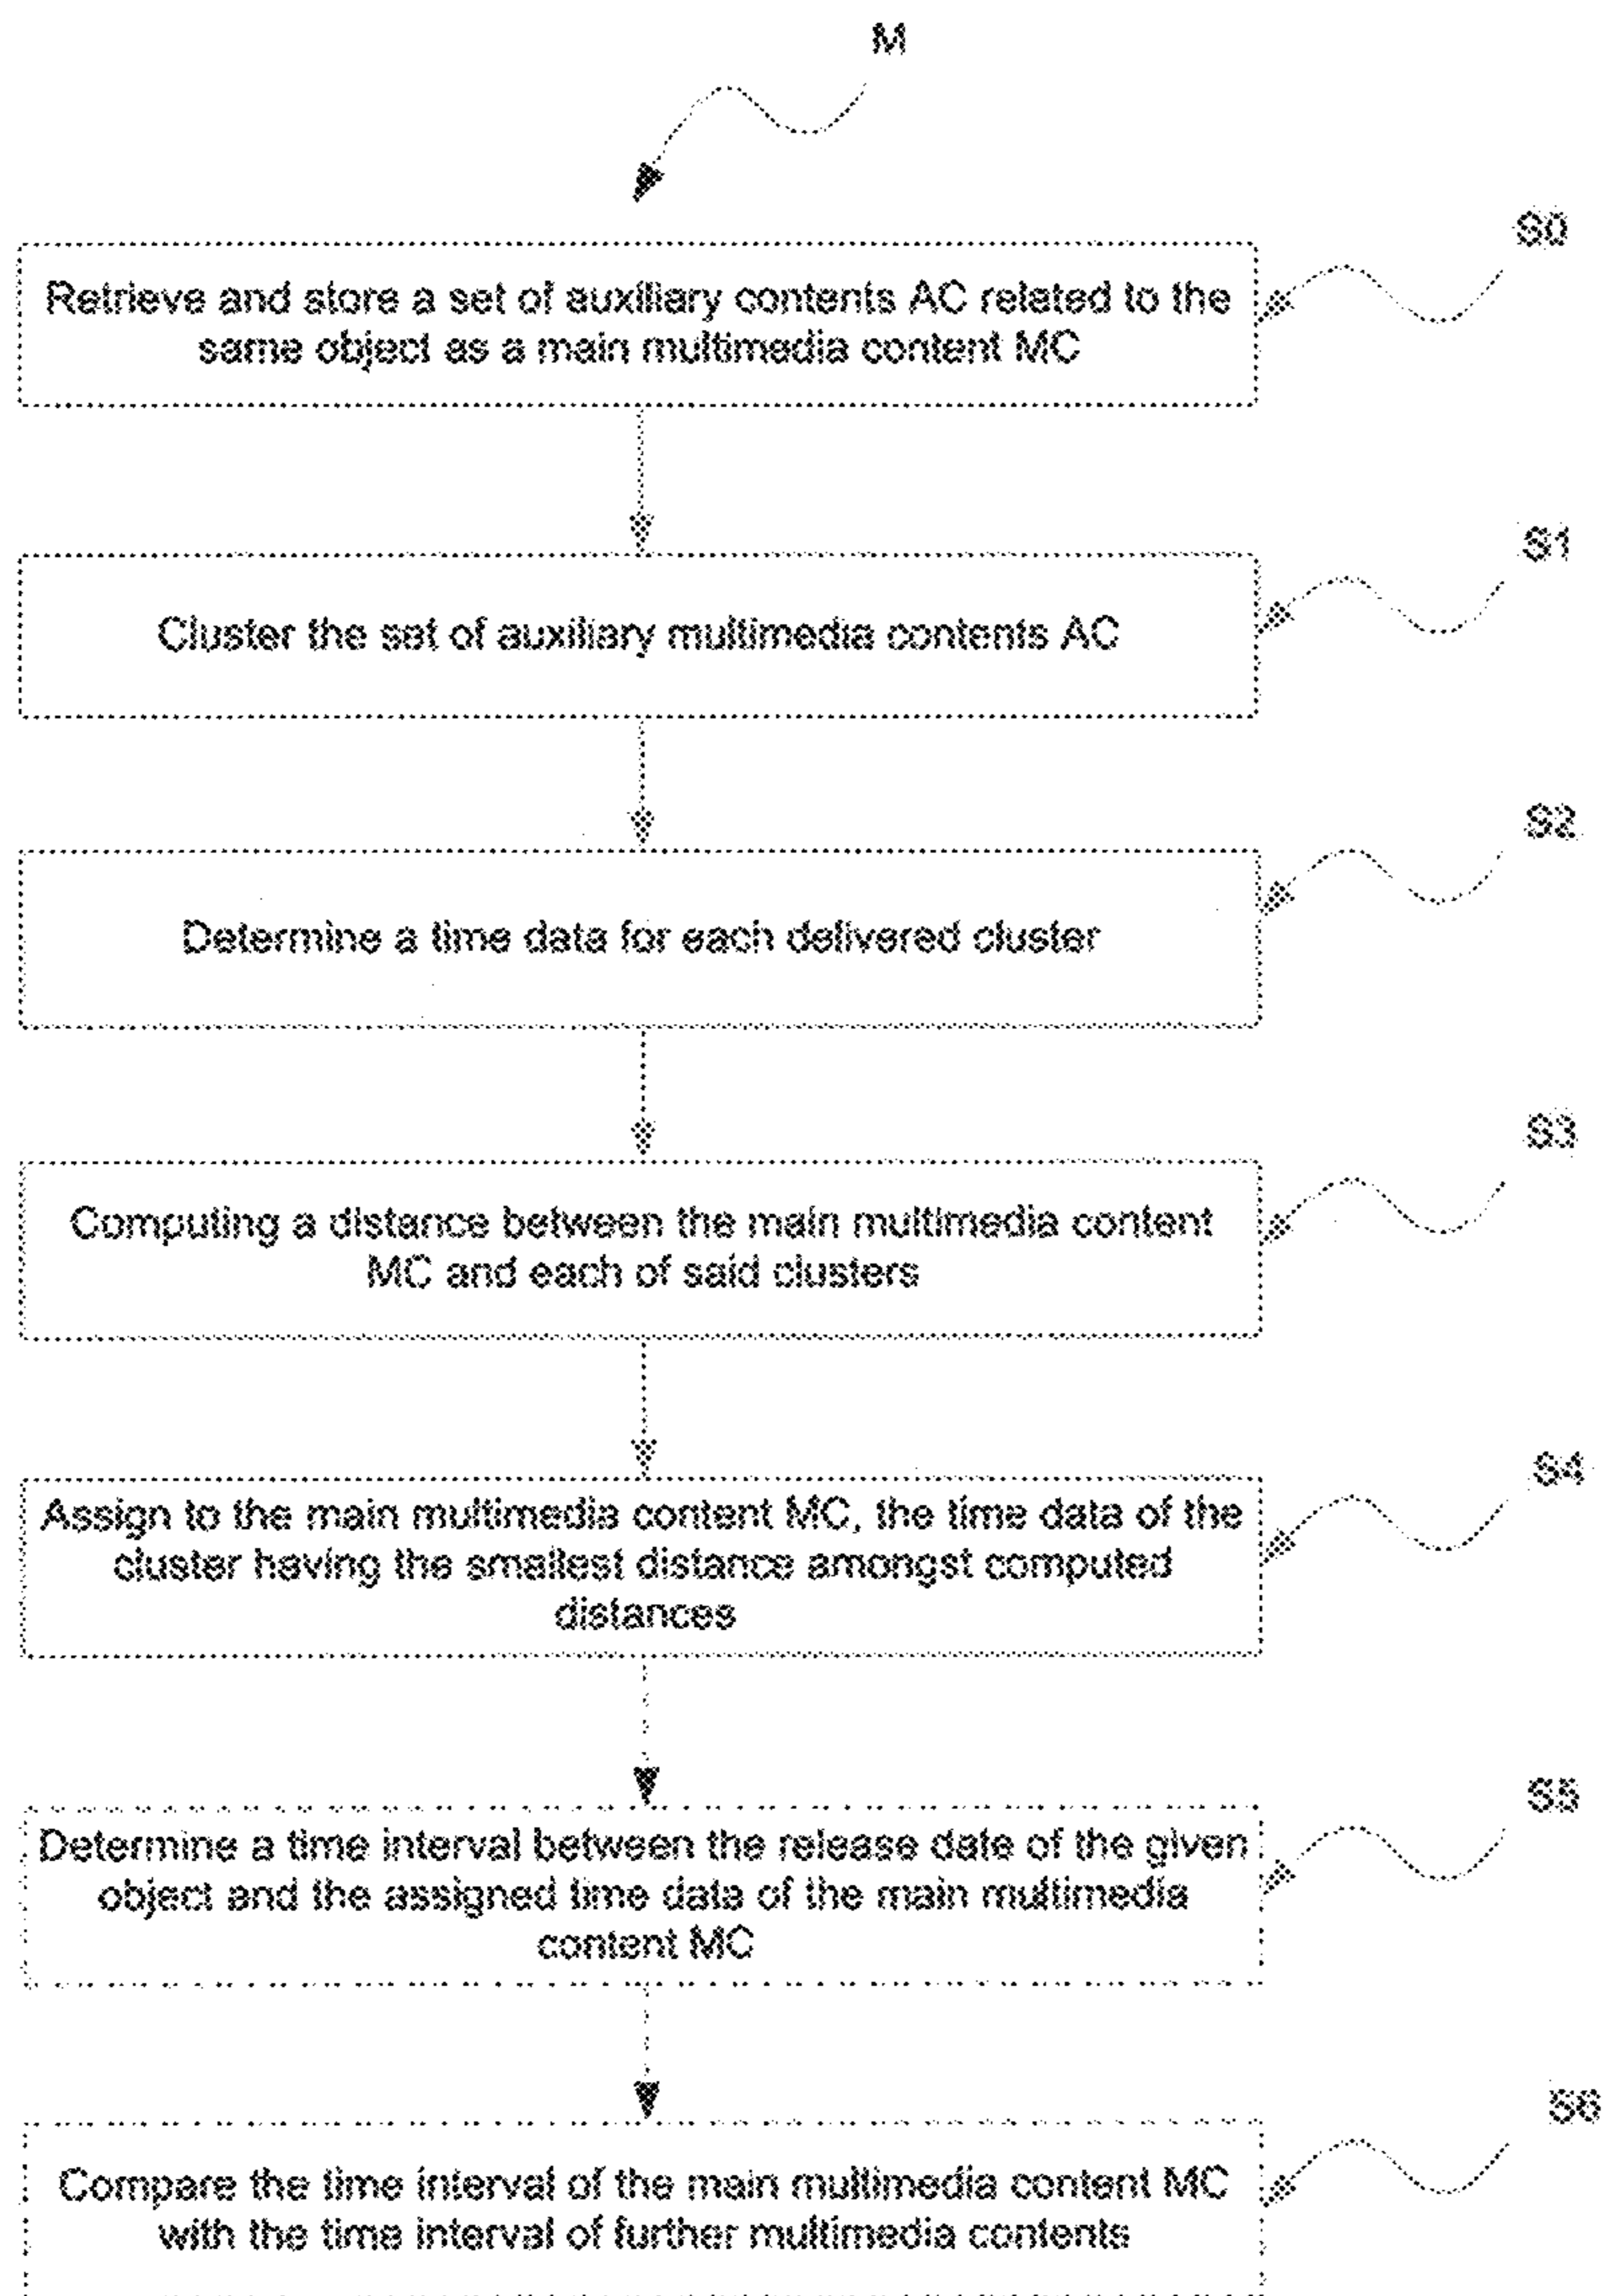 M
S0
Retrieve and store a set of auxiliary contents AC related to the
same object as a main multimedia content MC
S1
Cluster the set of auxiliary multimedia contents AC
S2
Determine a time data for each delivered cluster
S3
Computing a distance between the main multimedia content
MC and each of said clusters
S4
Assign to the main multimedia content MC, the time data of the
cluster having the smallest distance amongst computed
distances
S5
Determine a time interval between the release date of the given
object and the assigned time data of the main multimedia
content MC
S6
Compare the time interval of the main multimedia content MC
with the time interval of further multimedia contents